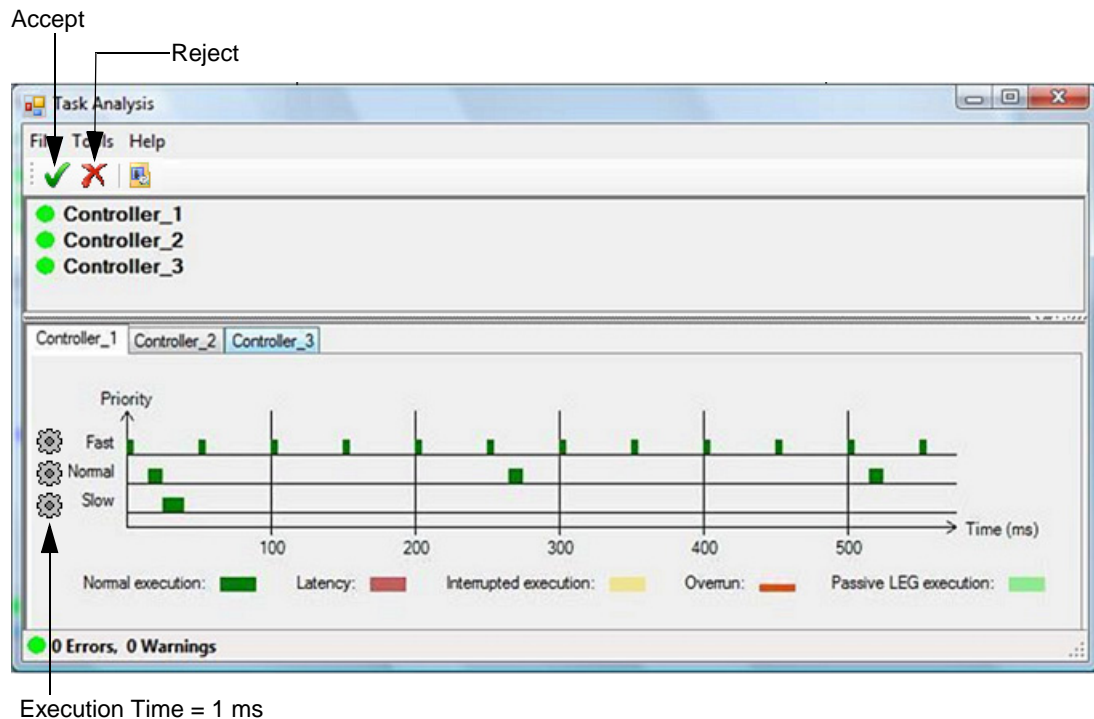 Accept
Reject
Task Analysis
File Tools Help
Controller_1
Controller_2
Controller_3
Controller_1 Controller_2 Controller_3
Priority
Fast
Normal
Slow
Time (ms)
100 200 300 400 500
Normal execution: Latency: Interrupted execution: Overrun: Passive LEG execution:
0 Errors, 0 Warnings
Execution Time = 1 ms